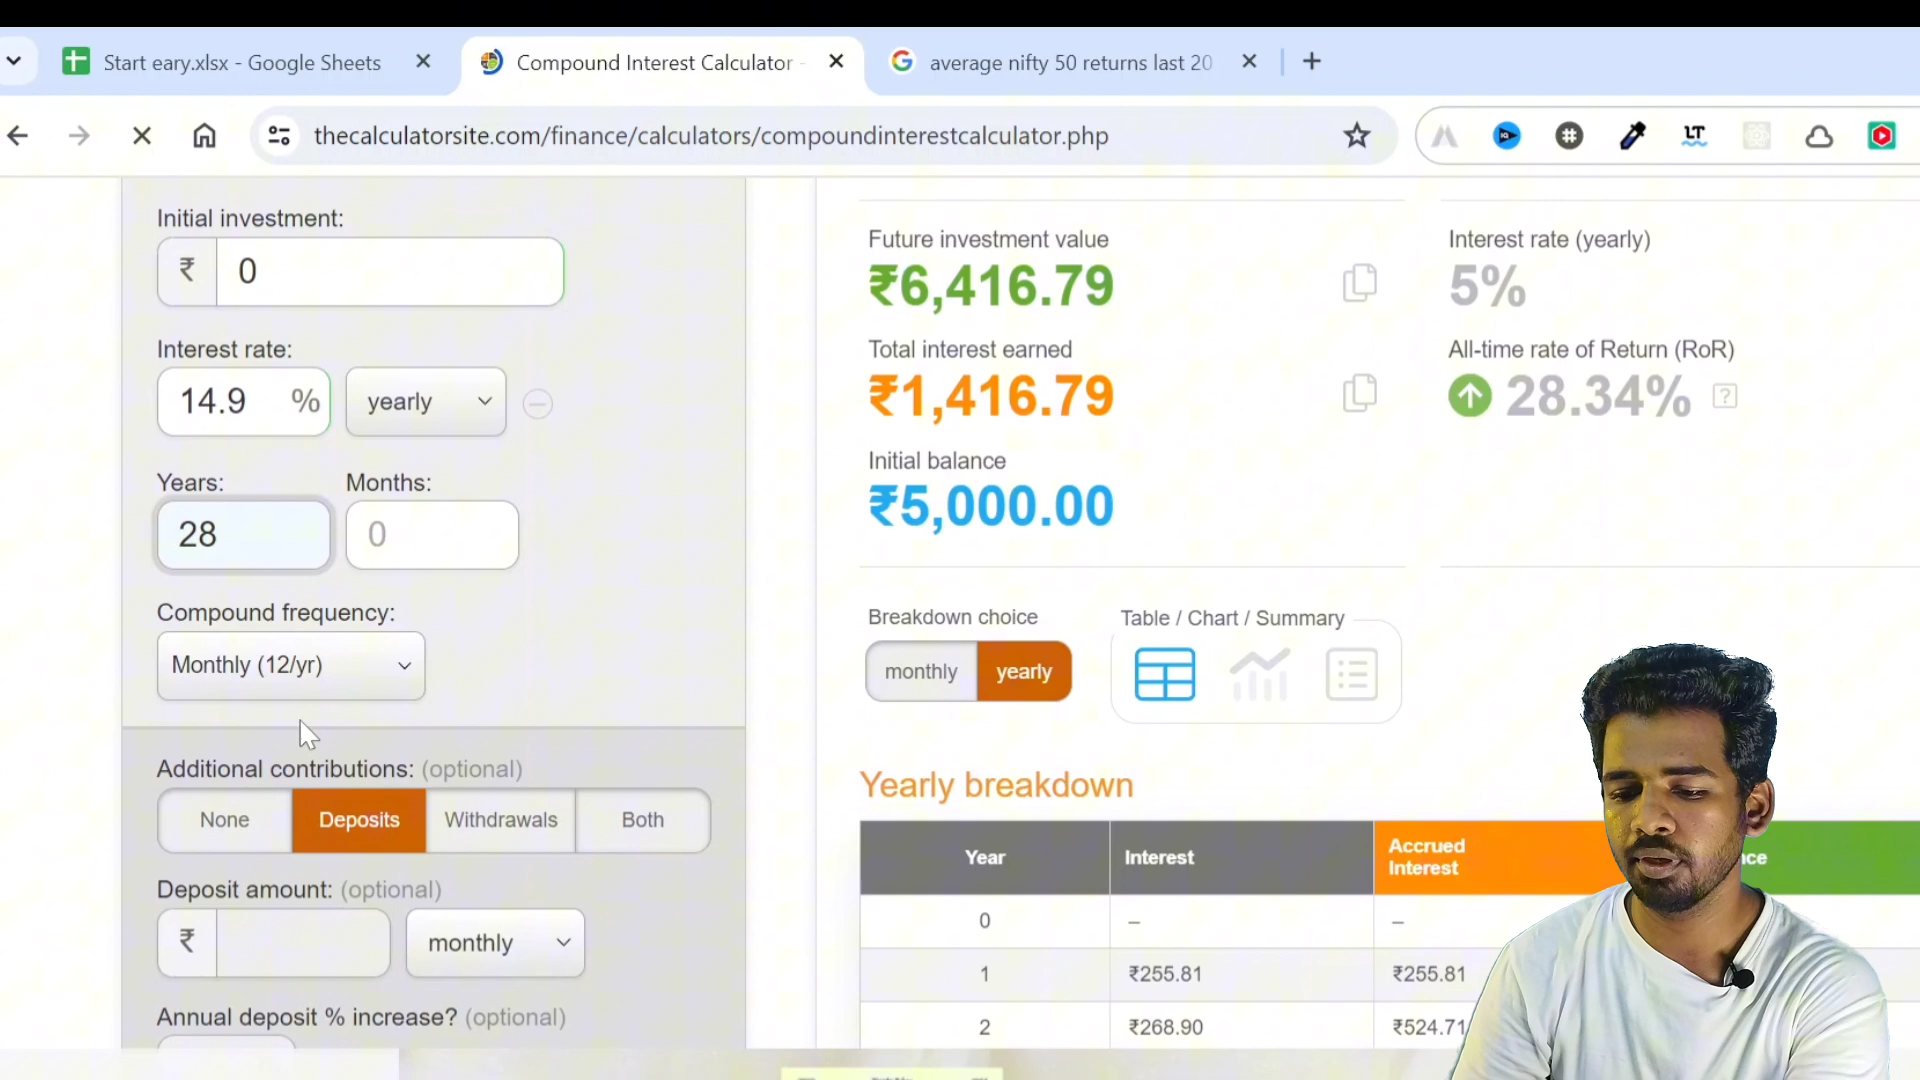 Start eary.xlsx - Google Sheets
Compound Interest Calculator -
average nifty 50 returns last 20
thecalculatorsite.com/finance/calculators/compoundinterestcalculator.php
LT
Initial investment:
₹ 0
Interest rate:
14.9 % yearly
Years: Months:
28 0
Compound frequency:
Monthly (12/yr)
Additional contributions: (optional)
None Deposits Withdrawals Both
Deposit amount: (optional)
₹ monthly
Annual deposit % increase? (optional)
Future investment value
₹6,416.79
Total interest earned
₹1,416.79
Initial balance
₹5,000.00
Interest rate (yearly)
5%
All-time rate of Return (RoR)
28.34% ?
Breakdown choice
monthly yearly
Table / Chart / Summary
Yearly breakdown
Year Interest Accrued Interest nce
0 – –
1 ₹255.81 ₹255.81
2 ₹268.90 ₹524.71